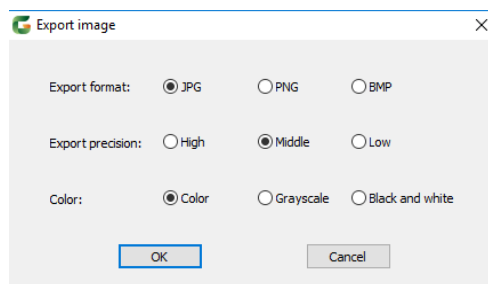 Export image
Export format: JPG PNG BMP
Export precision: High Middle Low
Color: Color Grayscale Black and white
OK Cancel